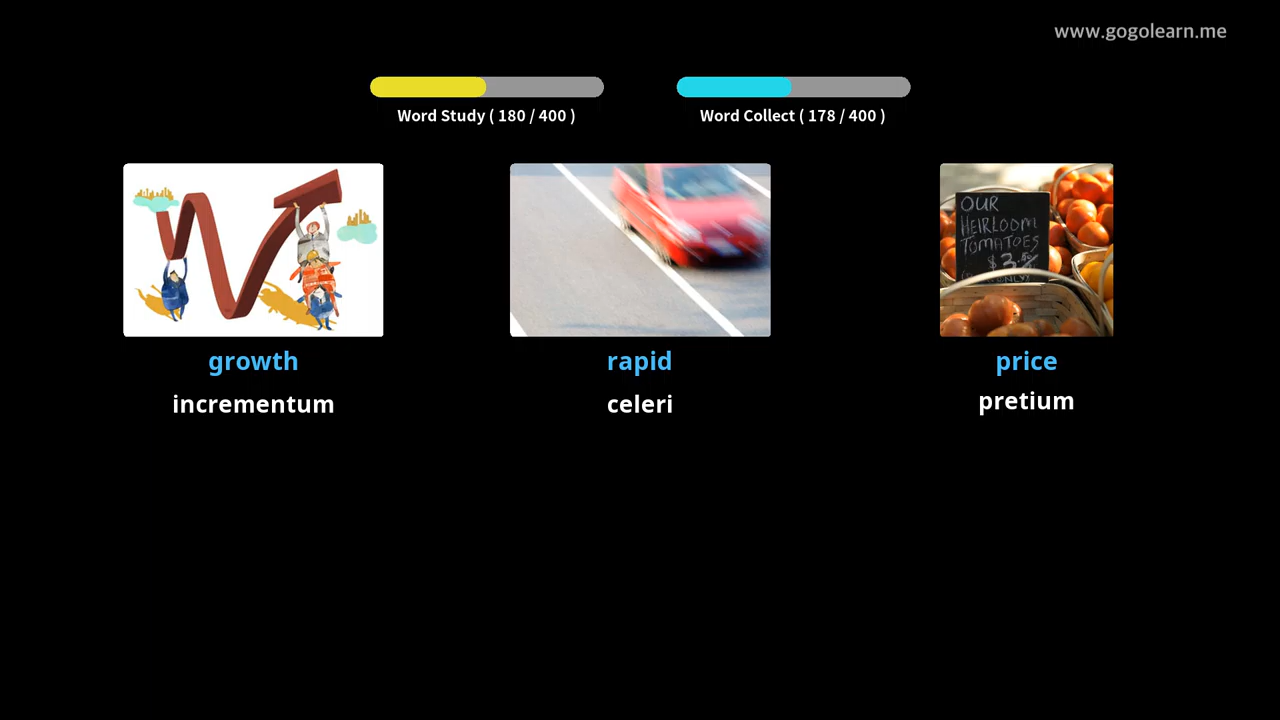 www.gogolearn.me
Word Study ( 180 / 400 )
Word Collect ( 178 / 400 )
OUR
HEIRLOOM
TOMATOES
growth
rapid
price
incrementum
celeri
pretium